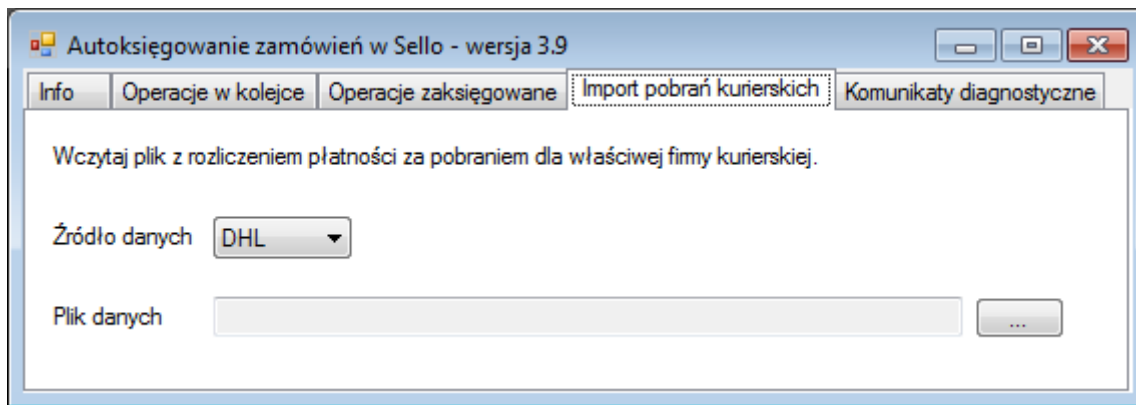 Autoksięgowanie zamówień w Sello - wersja 3.9
Info Operacje w kolejce Operacje zaksięgowane Import pobrań kurierskich Komunikaty diagnostyczne
Wczytaj plik z rozliczeniem płatności za pobraniem dla właściwej firmy kurierskiej.
Źródło danych DHL
Plik danych ...